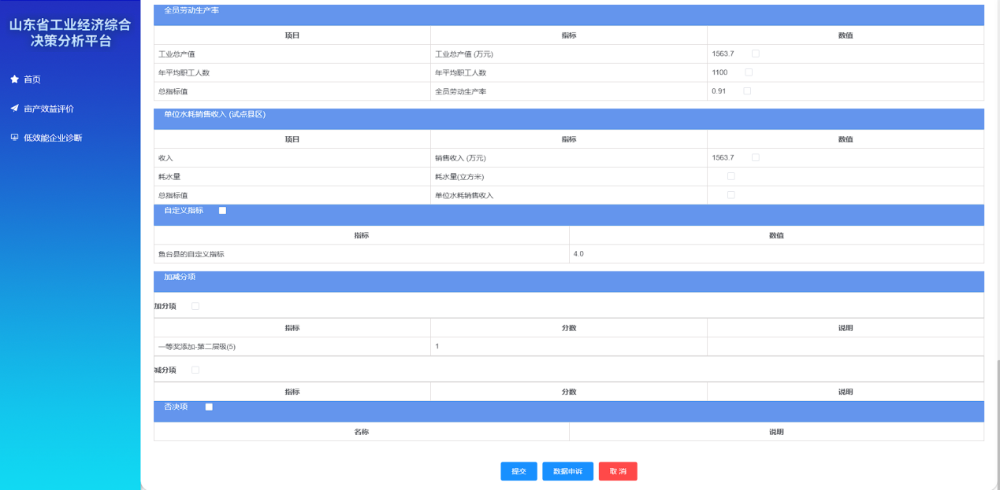 山东省工业经济综合
决策分析平台
首页
亩产效益评价
低效能企业诊断
全员劳动生产率
项目 指标 数值
工业总产值 工业总产值 (万元) 1563.7
年平均职工人数 年平均职工人数 1100
总指标值 全员劳动生产率 0.91
单位水耗销售收入 (试点县区)
项目 指标 数值
收入 销售收入 (万元) 1563.7
耗水量 耗水量(立方米)
总指标值 单位水耗销售收入
自定义指标
指标 数值
鱼台县的自定义指标 4.0
加减分项
加分项
指标 分数 说明
一等奖添加-第二层级(5) 1
减分项
指标 分数 说明
否决项
名称 说明
提交 数据申诉 取 消